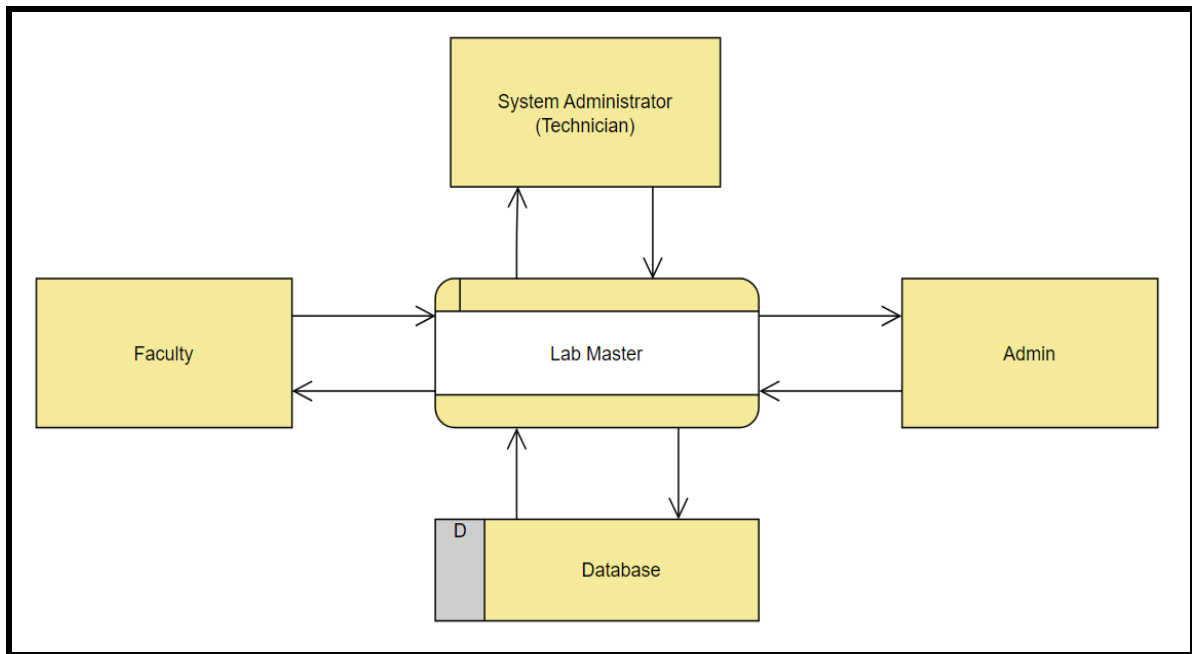 System Administrator
(Technician)
Faculty
Lab Master
Admin
D
Database